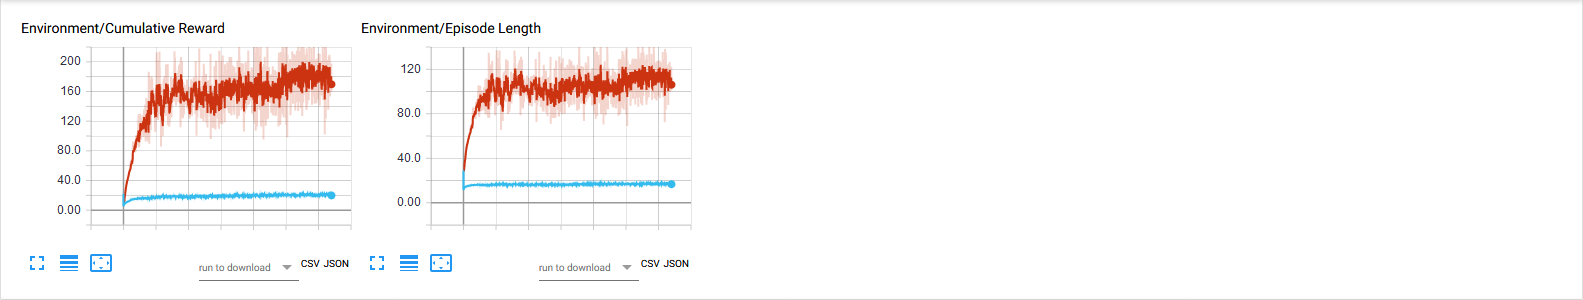 Environment/Cumulative Reward
200
160
120
80.0
40.0
0.00
run to download CSV JSON
Environment/Episode Length
120
80.0
40.0
0.00
run to download CSV JSON